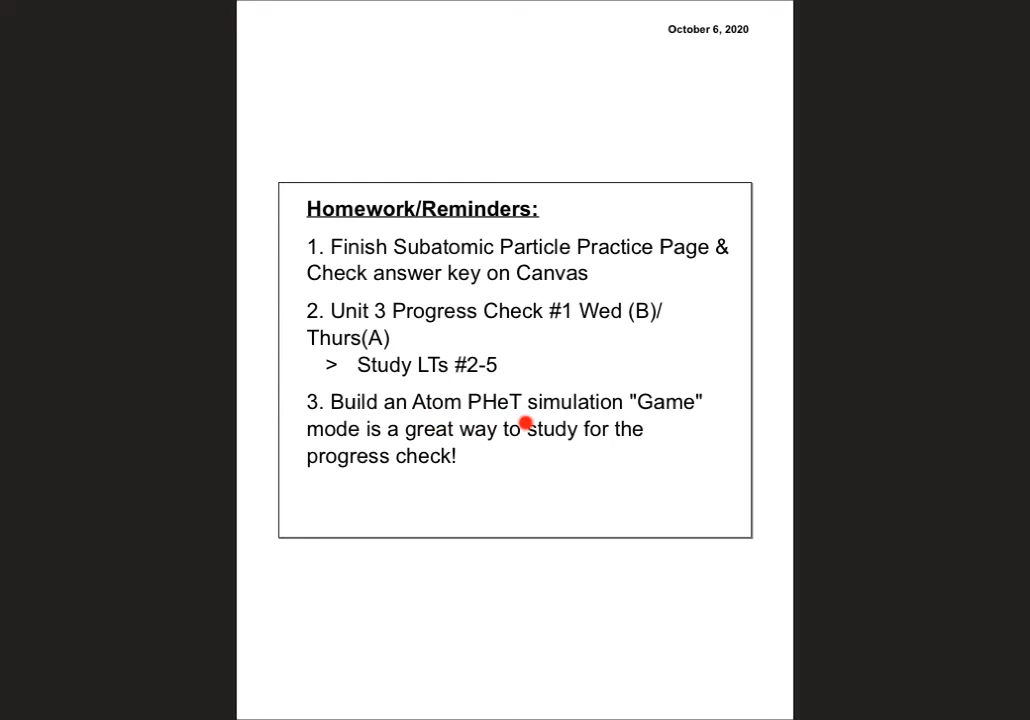 October 6, 2020
Homework/Reminders:
1. Finish Subatomic Particle Practice Page &
Check answer key on Canvas
2. Unit 3 Progress Check #1 Wed (B)/
Thurs(A)
> Study LTs #2-5
3. Build an Atom PHeT simulation "Game"
mode is a great way to study for the
progress check!